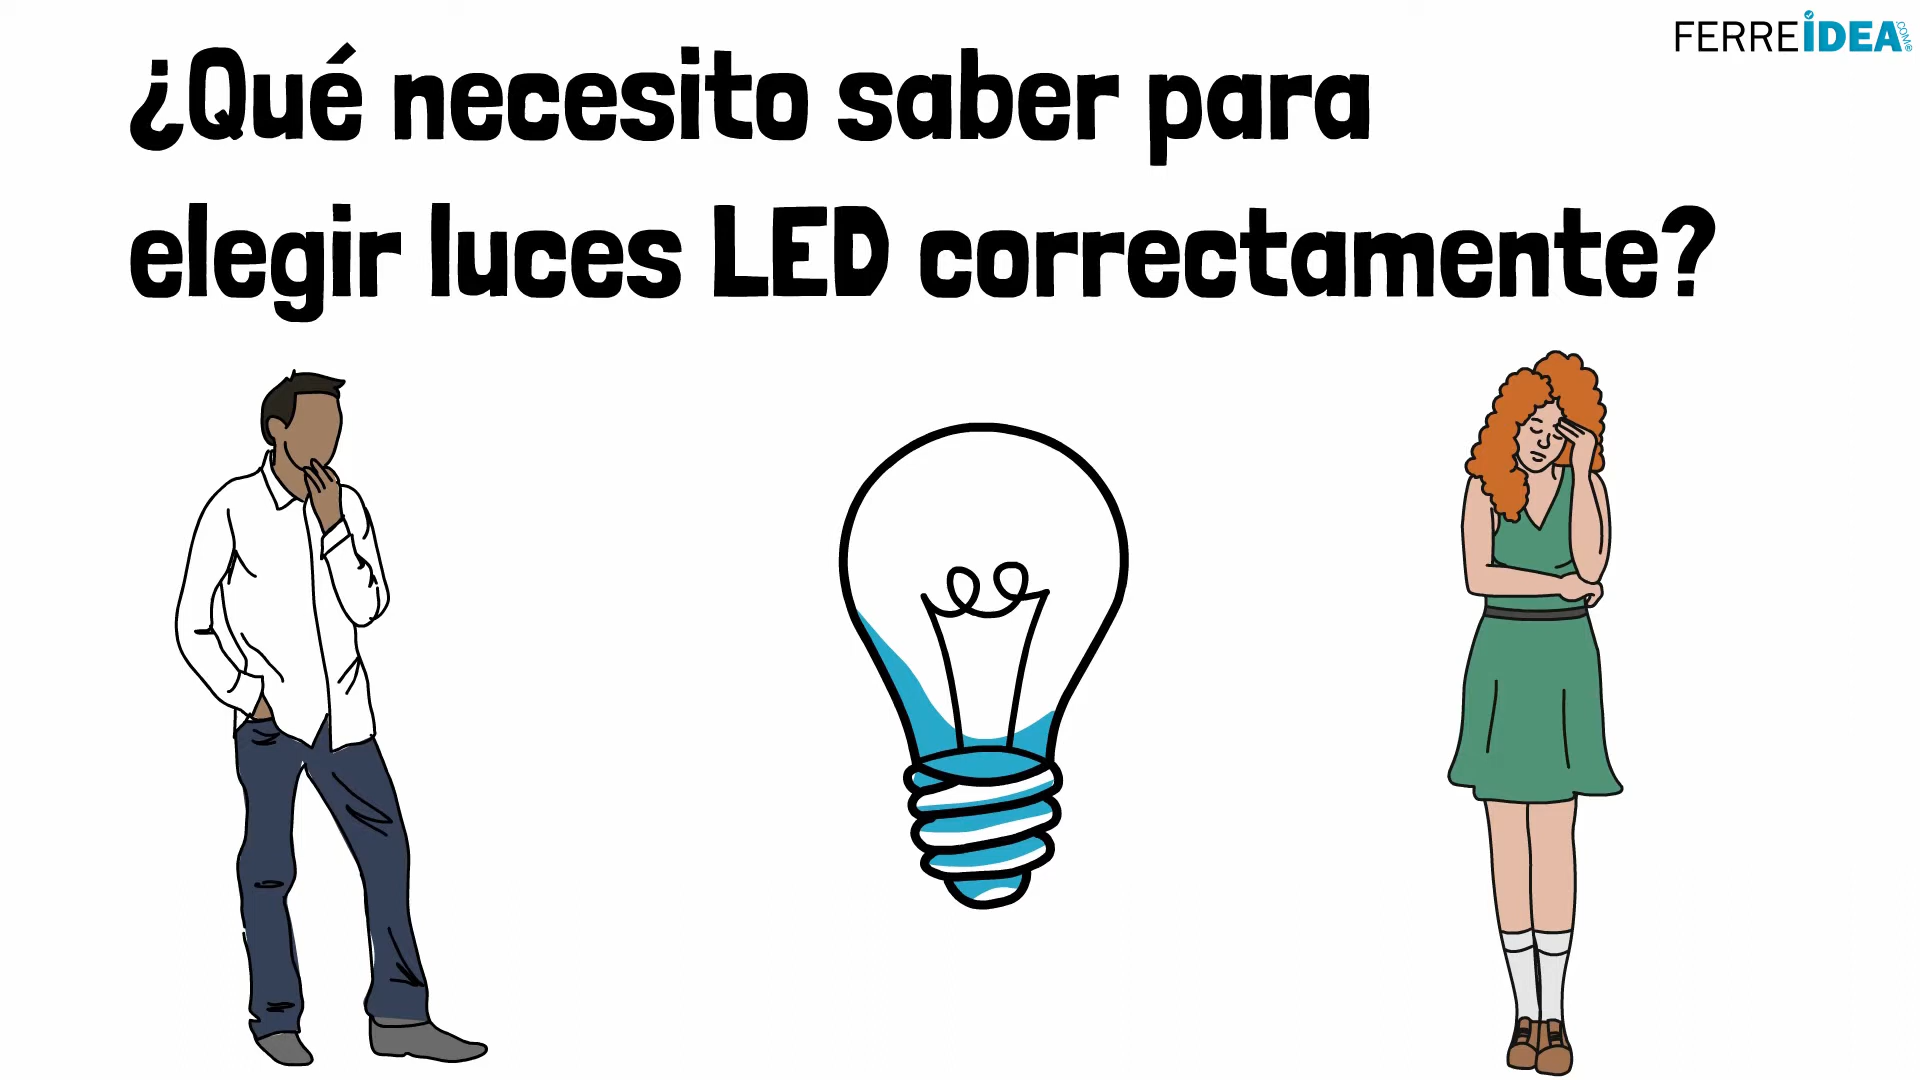 FERREIDEA.COM®
¿Qué necesito saber para
elegir luces LED correctamente?